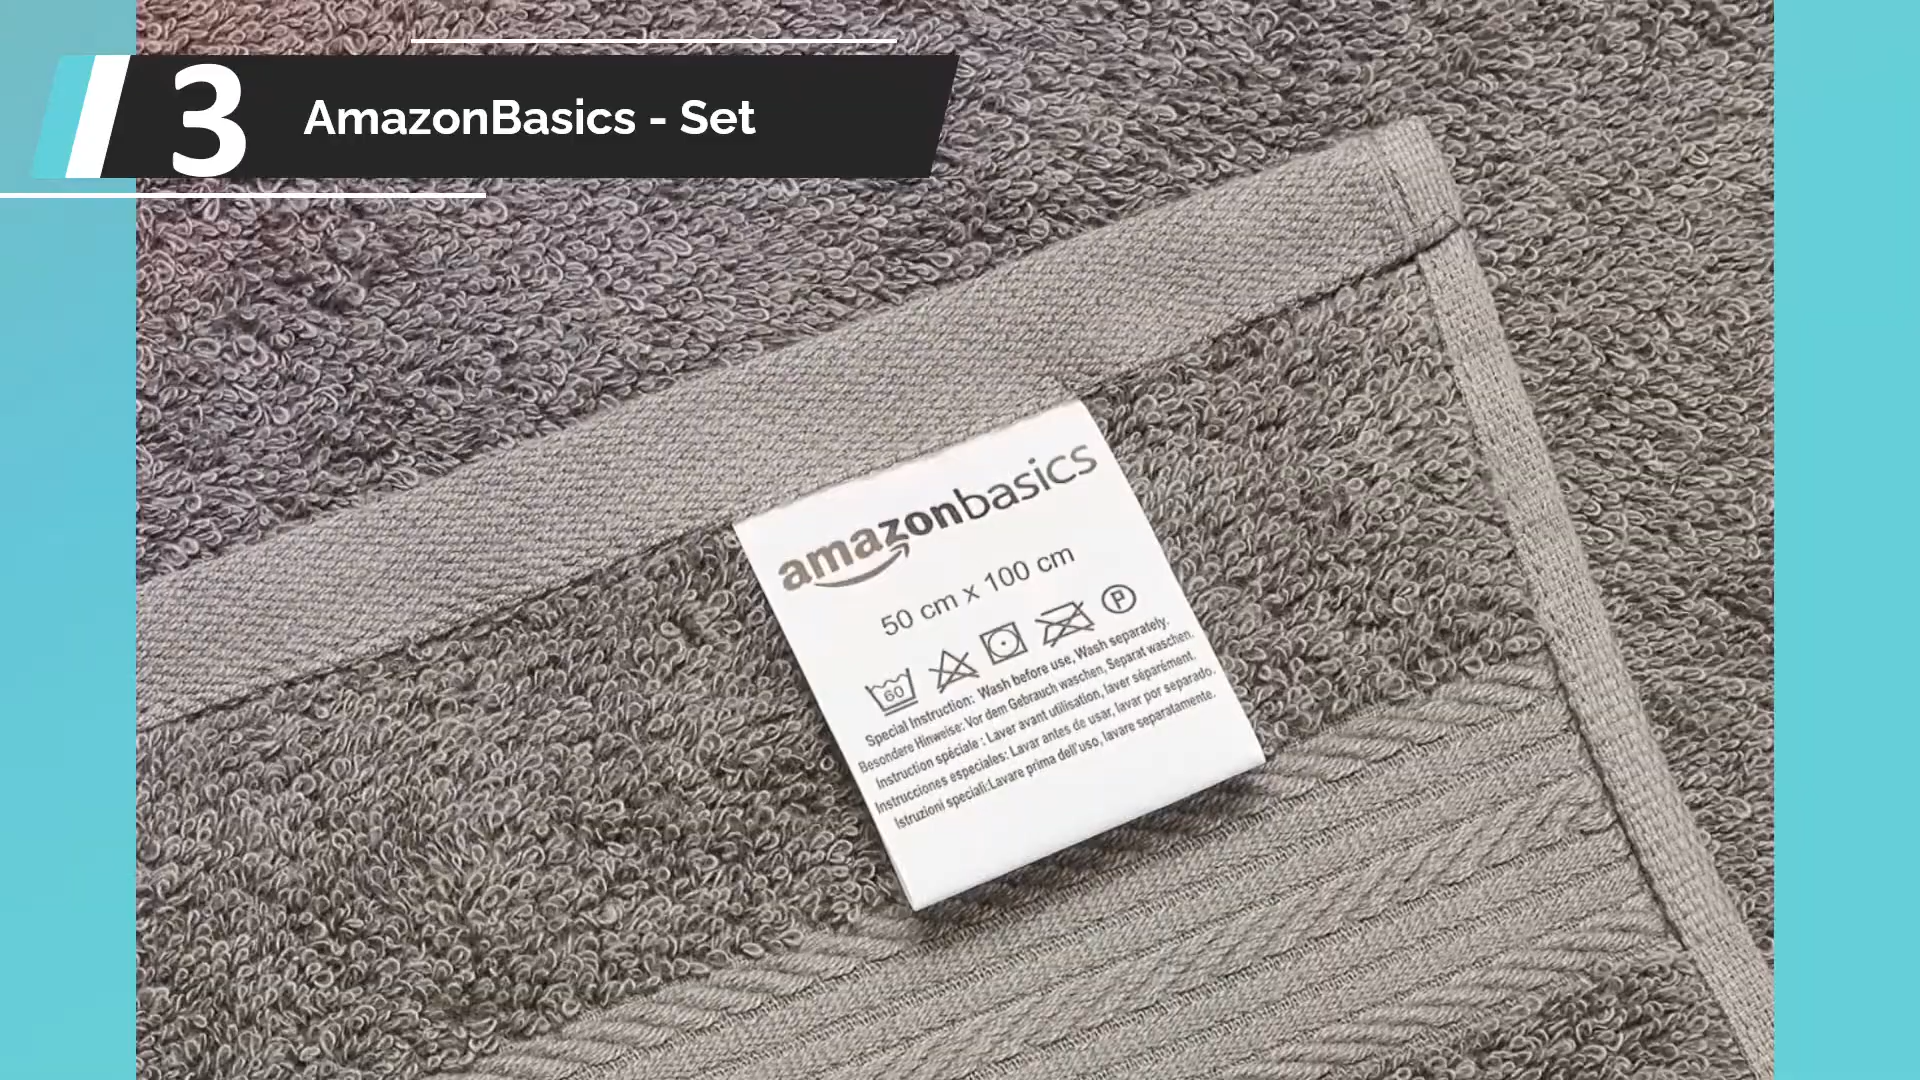 3 AmazonBasics - Set
amazonbasics
50 cm x 100 cm
60 P
Special Instruction: Wash before use, Wash separately.
Besondere Hinweise: Vor dem Gebrauch waschen, Separat waschen.
Instruction spéciale : Laver avant utilisation, laver séparément.
Instrucciones especiales: Lavar antes de usar, lavar por separado.
Istruzioni speciali:Lavare prima dell'uso, lavare separatamente.